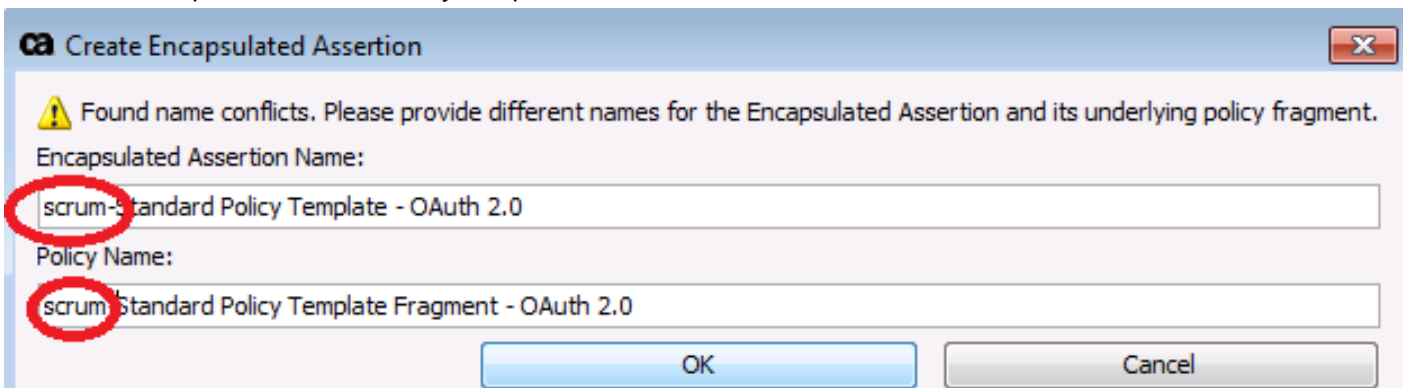 ca Create Encapsulated Assertion
Found name conflicts. Please provide different names for the Encapsulated Assertion and its underlying policy fragment.
Encapsulated Assertion Name:
scrum-Standard Policy Template - OAuth 2.0
Policy Name:
scrum-Standard Policy Template Fragment - OAuth 2.0
OK Cancel